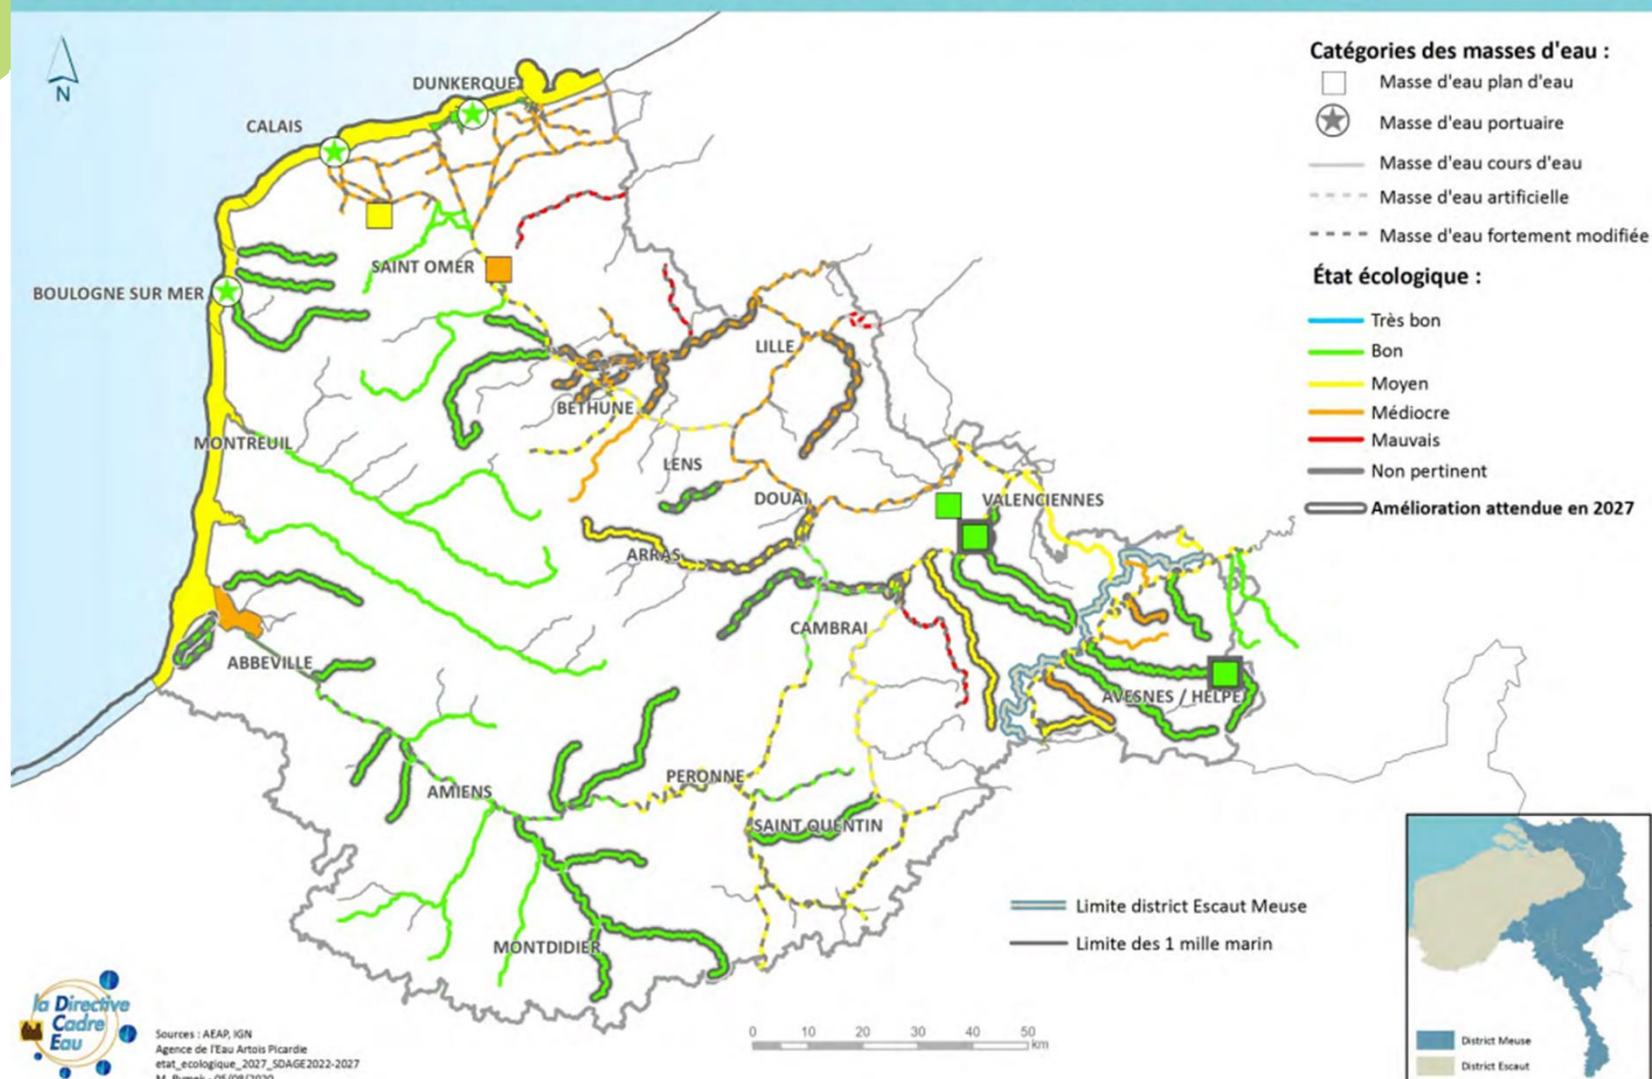 N
DUNKERQUE
CALAIS
SAINT OMER
BOULOGNE SUR MER
LILLE
BETHUNE
MONTREUIL
LENS
DOUAI
VALENCIENNES
ARRAS
CAMBRAI
ABBEVILLE
AVESNES / HELPE
PERONNE
AMIENS
SAINT QUENTIN
MONTDIDIER
Catégories des masses d'eau :
Masse d'eau plan d'eau
Masse d'eau portuaire
Masse d'eau cours d'eau
Masse d'eau artificielle
Masse d'eau fortement modifiée
État écologique :
Très bon
Bon
Moyen
Médiocre
Mauvais
Non pertinent
Amélioration attendue en 2027
Limite district Escaut Meuse
Limite des 1 mille marin
District Meuse
District Escaut
0 10 20 30 40 50
km
la Directive
Cadre
Eau
Sources : AEAP, IGN
Agence de l'Eau Artois Picardie
etat_ecologique_2027_SDAGE2022-2027